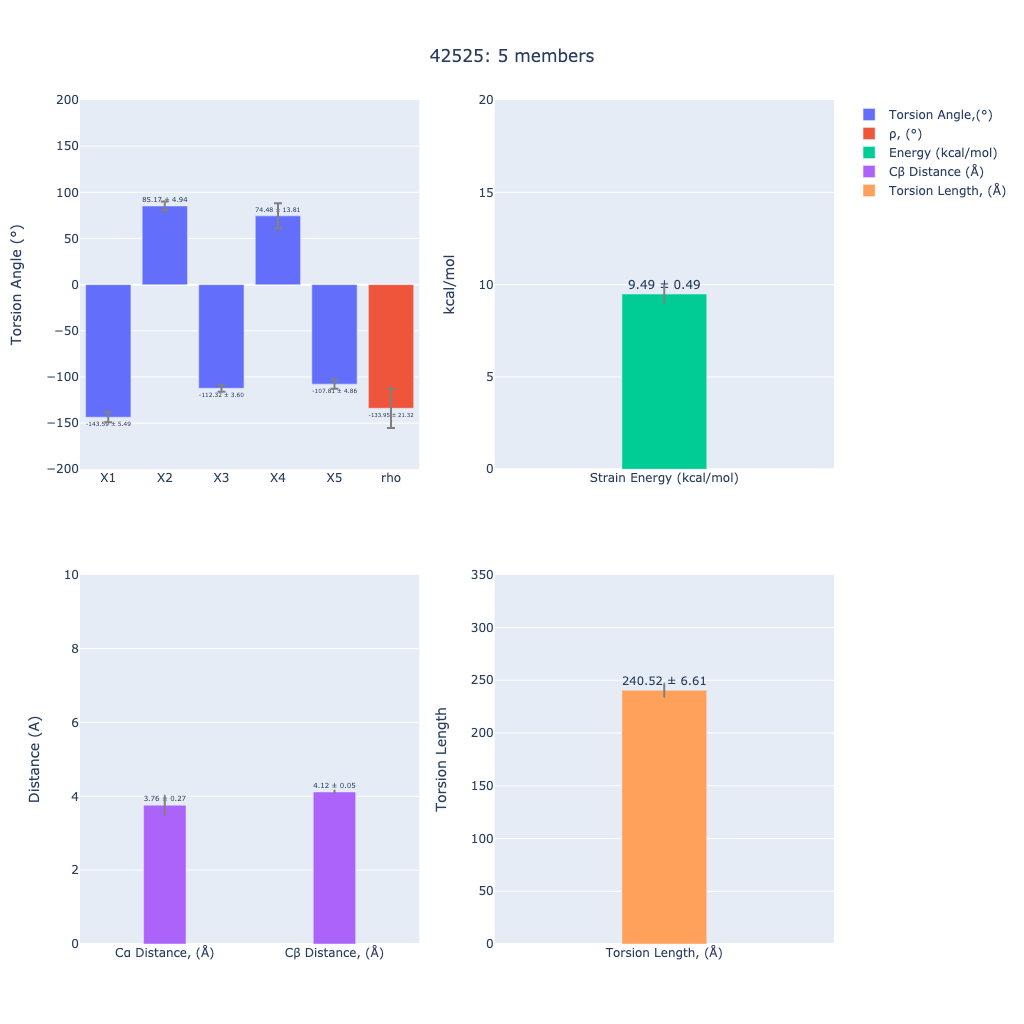 42525: 5 members
Torsion Angle (°)
200
150
100
50
0
−50
−100
−150
−200
85.17 ± 4.94
74.48 ± 13.81
-112.32 ± 3.60
-107.81 ± 4.86
-133.95 ± 21.32
-143.59 ± 5.49
X1 X2 X3 X4 X5 rho
kcal/mol
20
15
10
5
0
9.49 ± 0.49
Strain Energy (kcal/mol)
Torsion Angle,(°)
ρ, (°)
Energy (kcal/mol)
Cβ Distance (Å)
Torsion Length, (Å)
Distance (A)
10
8
6
4
2
0
3.76 ± 0.27
4.12 ± 0.05
Cα Distance, (Å) Cβ Distance, (Å)
Torsion Length
350
300
250
200
150
100
50
0
240.52 ± 6.61
Torsion Length, (Å)